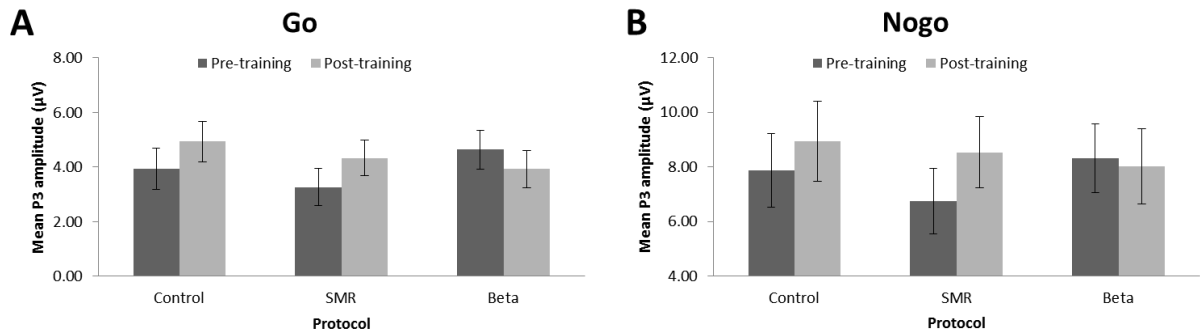 A
Go
8.00
Pre-training
Post-training
6.00
4.00
2.00
0.00
Mean P3 amplitude (µV)
Control
SMR
Beta
Protocol
B
Nogo
12.00
Pre-training
Post-training
10.00
8.00
6.00
4.00
Mean P3 amplitude (µV)
Control
SMR
Beta
Protocol